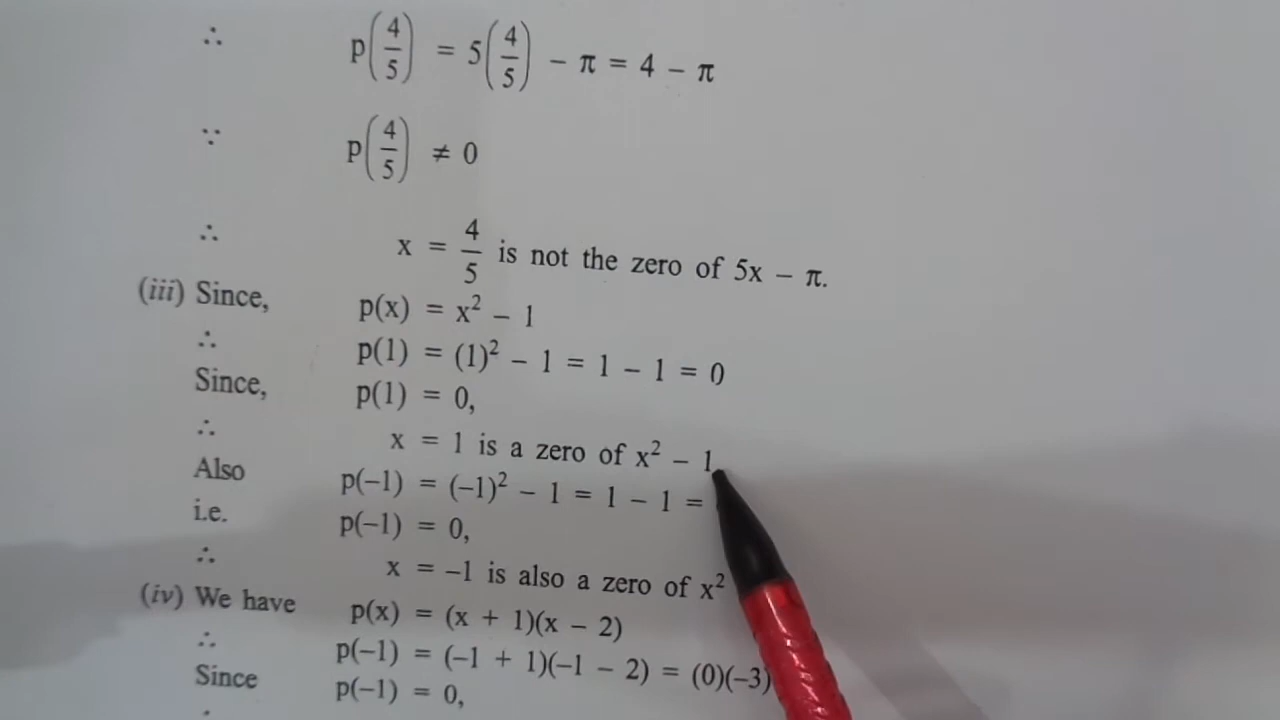 ∴ p(4/5) = 5(4/5) − π = 4 − π
∵ p(4/5) ≠ 0
∴ x = 4/5 is not the zero of 5x − π.
(iii) Since, p(x) = x² − 1
∴ p(1) = (1)² − 1 = 1 − 1 = 0
Since, p(1) = 0,
∴ x = 1 is a zero of x² − 1
Also p(−1) = (−1)² − 1 = 1 − 1 =
i.e. p(−1) = 0,
∴ x = −1 is also a zero of x²
(iv) We have p(x) = (x + 1)(x − 2)
∴ p(−1) = (−1 + 1)(−1 − 2) = (0)(−3)
Since p(−1) = 0,